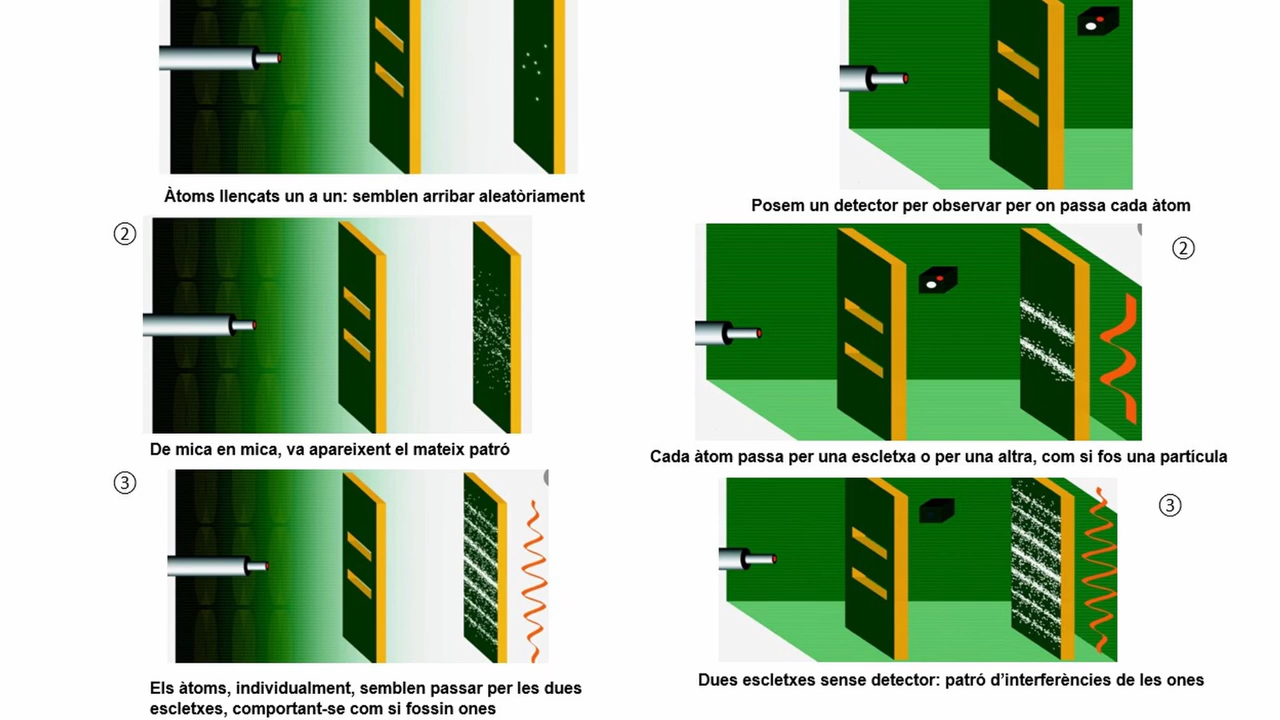 Àtoms llençats un a un: semblen arribar aleatòriament
②
De mica en mica, va apareixent el mateix patró
③
Els àtoms, individualment, semblen passar per les dues
escletxes, comportant-se com si fossin ones
Posem un detector per observar per on passa cada àtom
②
Cada àtom passa per una escletxa o per una altra, com si fos una partícula
③
Dues escletxes sense detector: patró d'interferències de les ones